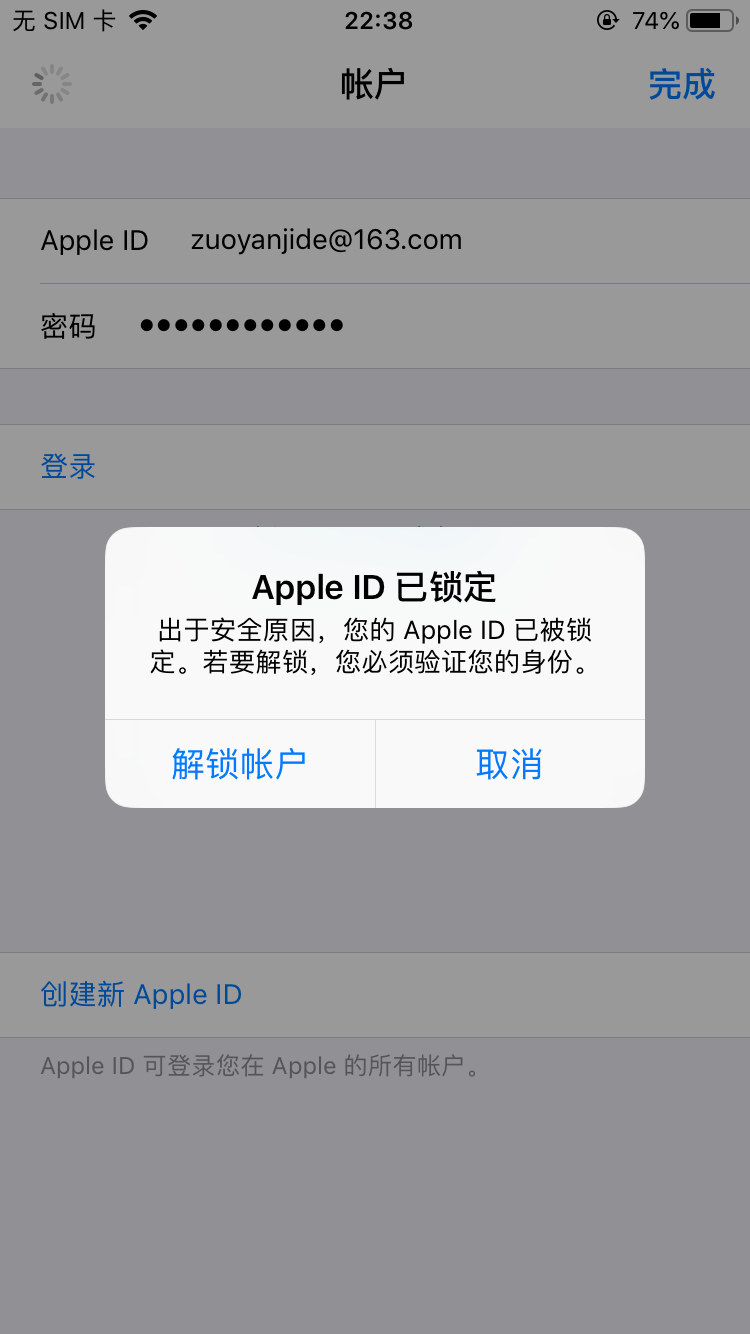 无 SIM 卡 22:38 74%
帐户 完成
Apple ID zuoyanjide@163.com
密码 ●●●●●●●●●●●●
登录
Apple ID 已锁定
出于安全原因，您的 Apple ID 已被锁
定。若要解锁，您必须验证您的身份。
解锁帐户 取消
创建新 Apple ID
Apple ID 可登录您在 Apple 的所有帐户。